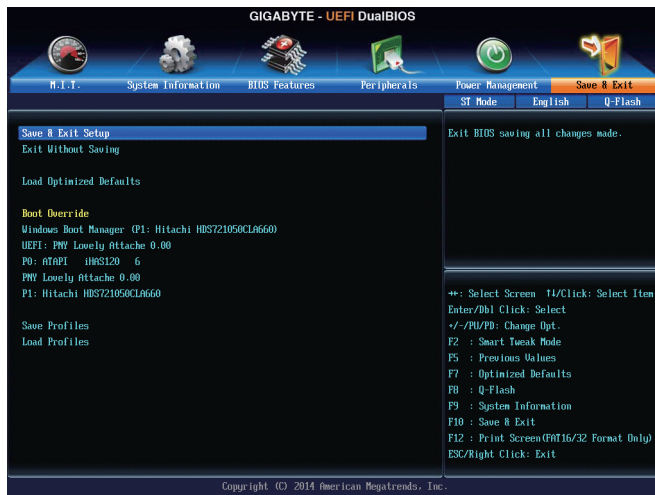 GIGABYTE - UEFI DualBIOS
M.I.T. System Information BIOS Features Peripherals Power Management Save & Exit
ST Mode English Q-Flash
Save & Exit Setup
Exit Without Saving
Load Optimized Defaults
Boot Override
Windows Boot Manager (P1: Hitachi HDS721050CLA660)
UEFI: PNY Lovely Attache 0.00
P0: ATAPI iHAS120 6
PNY Lovely Attache 0.00
P1: Hitachi HDS721050CLA660
Save Profiles
Load Profiles
Exit BIOS saving all changes made.
→←: Select Screen ↑↓/Click: Select Item
Enter/Dbl Click: Select
+/-/PU/PD: Change Opt.
F2 : Smart Tweak Mode
F5 : Previous Values
F7 : Optimized Defaults
F8 : Q-Flash
F9 : System Information
F10 : Save & Exit
F12 : Print Screen(FAT16/32 Format Only)
ESC/Right Click: Exit
Copyright (C) 2014 American Megatrends, Inc.